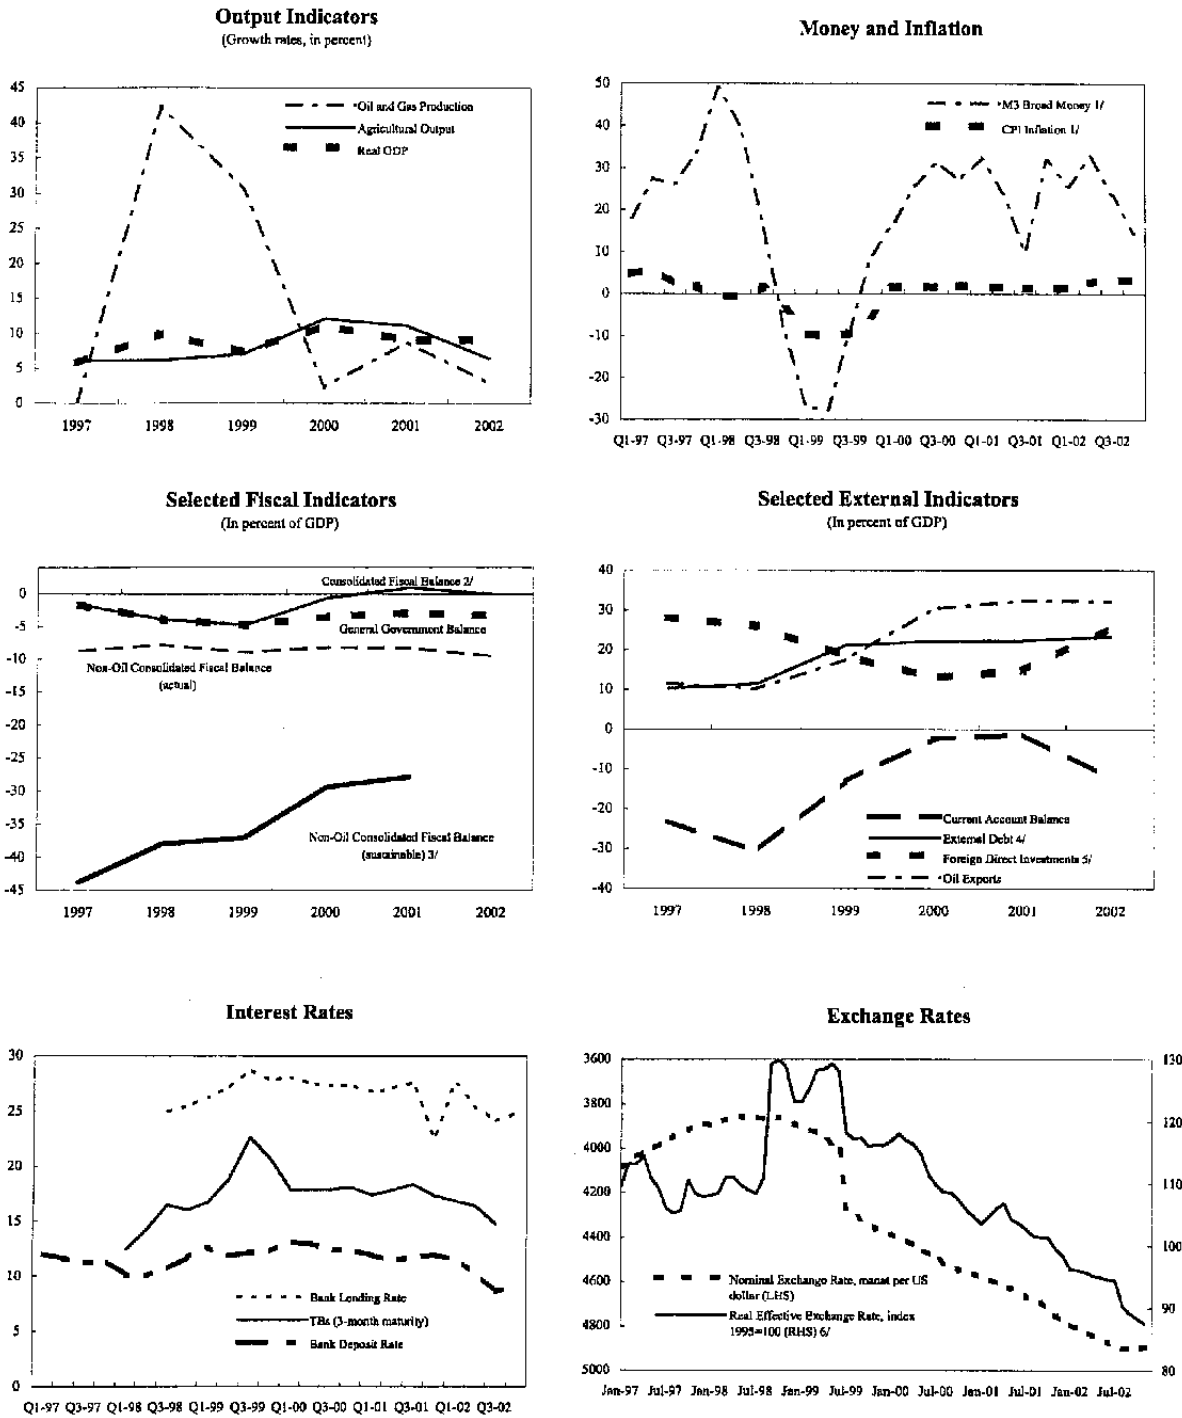 Output Indicators
(Growth rates, in percent)
45
40
35
30
25
20
15
10
5
0
Oil and Gas Production
Agricultural Output
Real GDP
1997 1998 1999 2000 2001 2002
Money and Inflation
50
40
30
20
10
0
-10
-20
-30
M3 Broad Money 1/
CPI Inflation 1/
Q1-97 Q3-97 Q1-98 Q3-98 Q1-99 Q3-99 Q1-00 Q3-00 Q1-01 Q3-01 Q1-02 Q3-02
Selected Fiscal Indicators
(In percent of GDP)
0
-5
-10
-15
-20
-25
-30
-35
-40
-45
Consolidated Fiscal Balance 2/
General Government Balance
Non-Oil Consolidated Fiscal Balance
(actual)
Non-Oil Consolidated Fiscal Balance
(sustainable) 3/
1997 1998 1999 2000 2001 2002
Selected External Indicators
(In percent of GDP)
40
30
20
10
0
-10
-20
-30
-40
Current Account Balance
External Debt 4/
Foreign Direct Investments 5/
Oil Exports
1997 1998 1999 2000 2001 2002
Interest Rates
30
25
20
15
10
5
0
Bank Lending Rate
TBs (3-month maturity)
Bank Deposit Rate
Q1-97 Q3-97 Q1-98 Q3-98 Q1-99 Q3-99 Q1-00 Q3-00 Q1-01 Q3-01 Q1-02 Q3-02
Exchange Rates
3600
3800
4000
4200
4400
4600
4800
5000
130
120
110
100
90
80
Nominal Exchange Rate, manat per US
dollar (LHS)
Real Effective Exchange Rate, index
1995=100 (RHS) 6/
Jan-97 Jul-97 Jan-98 Jul-98 Jan-99 Jul-99 Jan-00 Jul-00 Jan-01 Jul-01 Jan-02 Jul-02